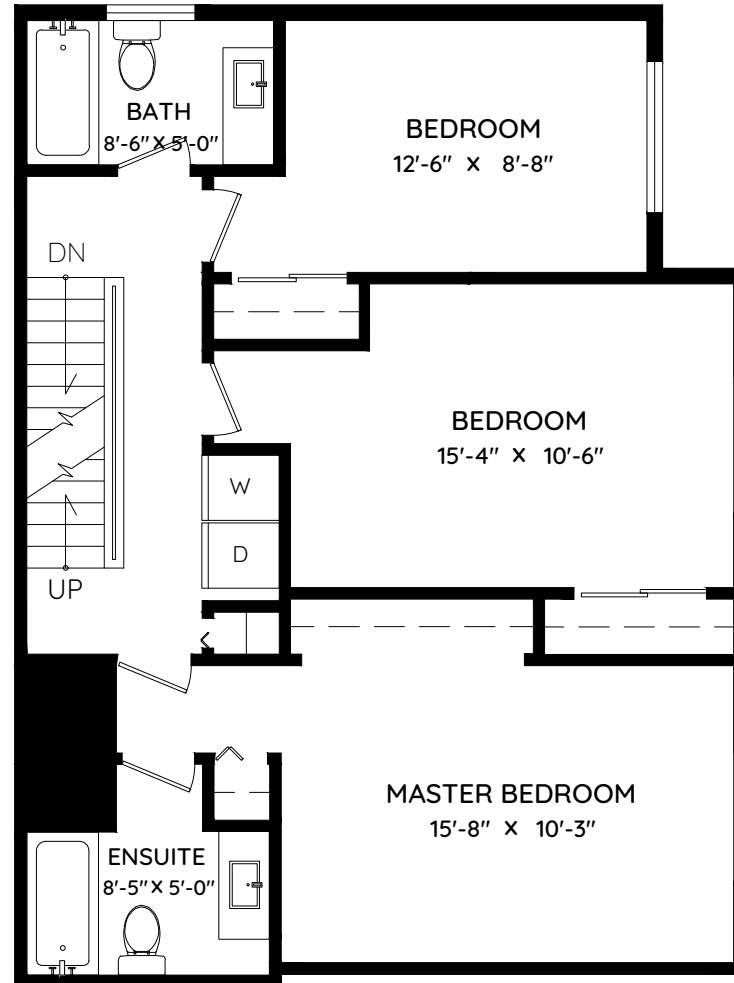 BATH
8'-6" X 5'-0"
BEDROOM
12'-6" X 8'-8"
DN
BEDROOM
15'-4" X 10'-6"
W
D
UP
MASTER BEDROOM
15'-8" X 10'-3"
ENSUITE
8'-5" X 5'-0"